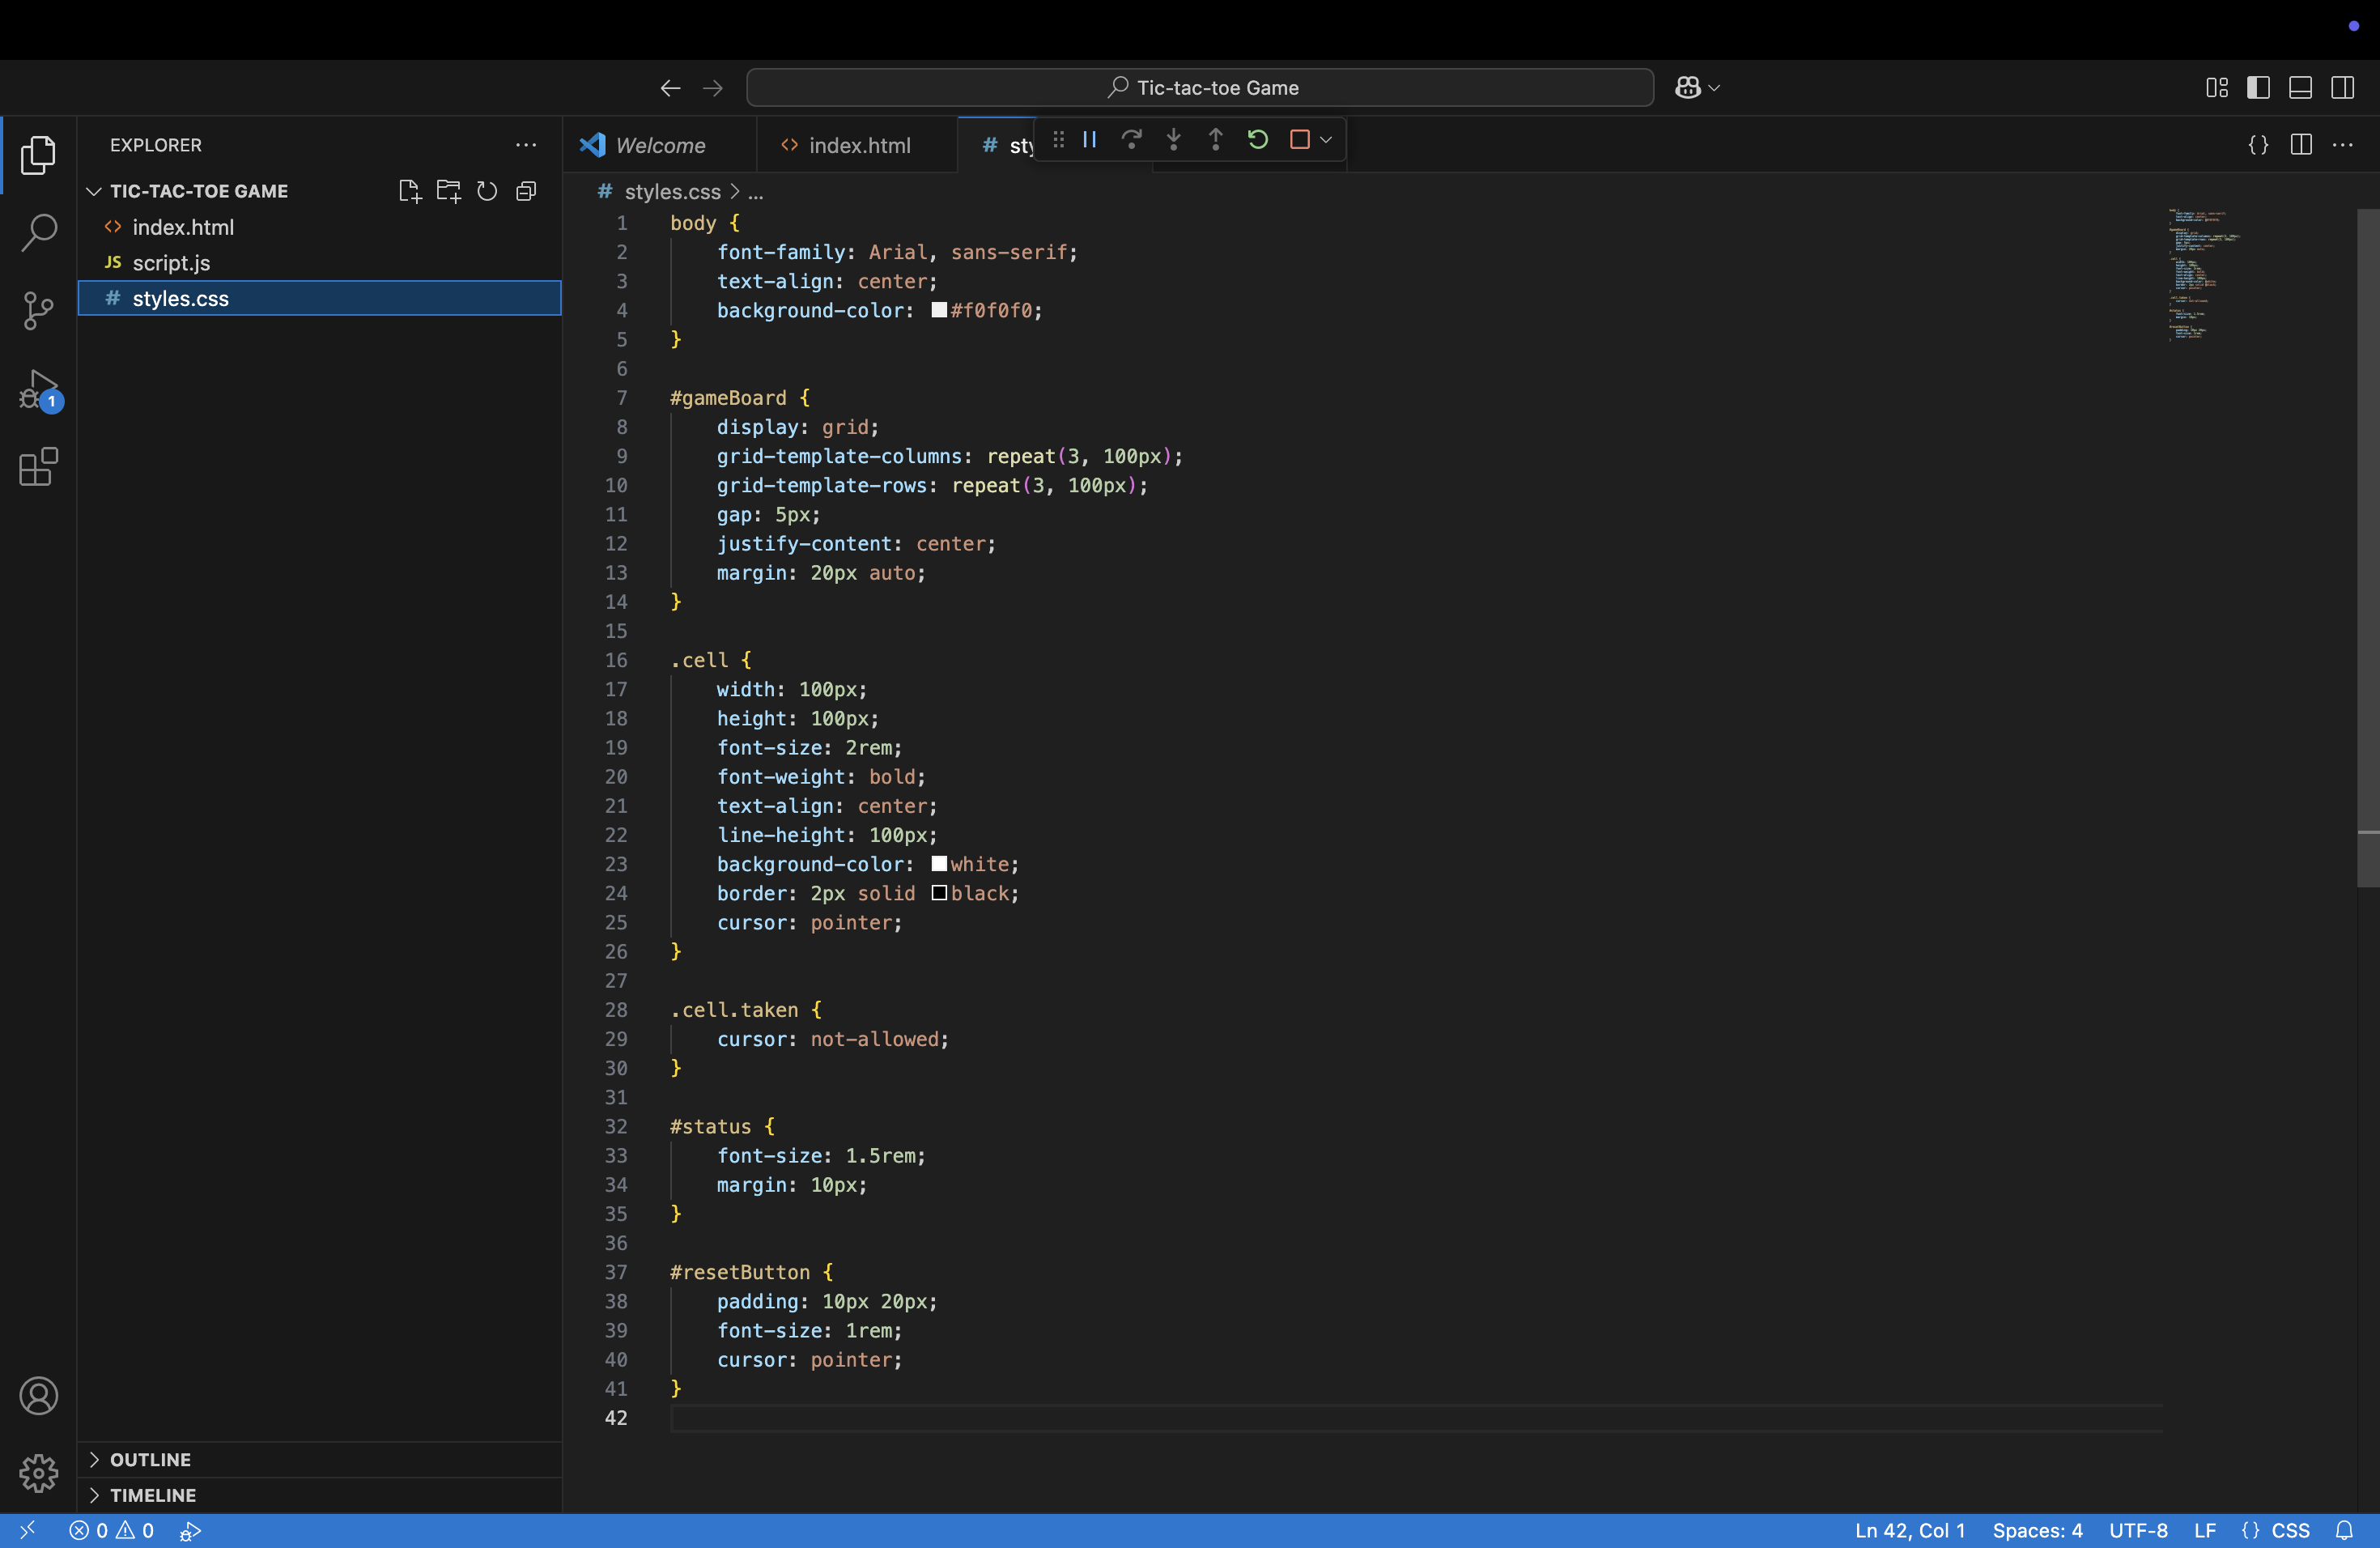 Tic-tac-toe Game
EXPLORER
TIC-TAC-TOE GAME
index.html
JS script.js
# styles.css
1
OUTLINE
TIMELINE
Welcome
index.html
# sty
# styles.css > ...
1 body {
2 font-family: Arial, sans-serif;
3 text-align: center;
4 background-color: #f0f0f0;
5 }
6
7 #gameBoard {
8 display: grid;
9 grid-template-columns: repeat(3, 100px);
10 grid-template-rows: repeat(3, 100px);
11 gap: 5px;
12 justify-content: center;
13 margin: 20px auto;
14 }
15
16 .cell {
17 width: 100px;
18 height: 100px;
19 font-size: 2rem;
20 font-weight: bold;
21 text-align: center;
22 line-height: 100px;
23 background-color: white;
24 border: 2px solid black;
25 cursor: pointer;
26 }
27
28 .cell.taken {
29 cursor: not-allowed;
30 }
31
32 #status {
33 font-size: 1.5rem;
34 margin: 10px;
35 }
36
37 #resetButton {
38 padding: 10px 20px;
39 font-size: 1rem;
40 cursor: pointer;
41 }
42
0 0
Ln 42, Col 1 Spaces: 4 UTF-8 LF {} CSS